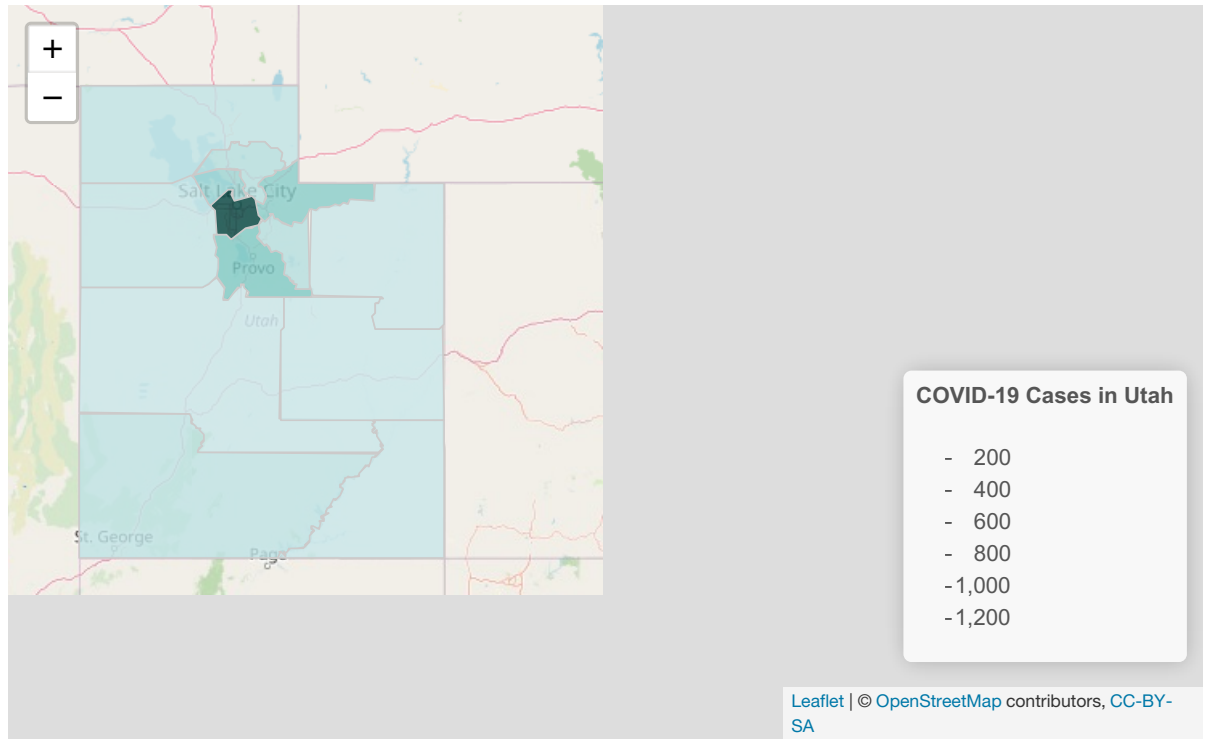 +
−
Salt Lake City
Provo
Utah
St. George
Page
COVID-19 Cases in Utah
- 200
- 400
- 600
- 800
-1,000
-1,200
Leaflet | © OpenStreetMap contributors, CC-BY-
SA